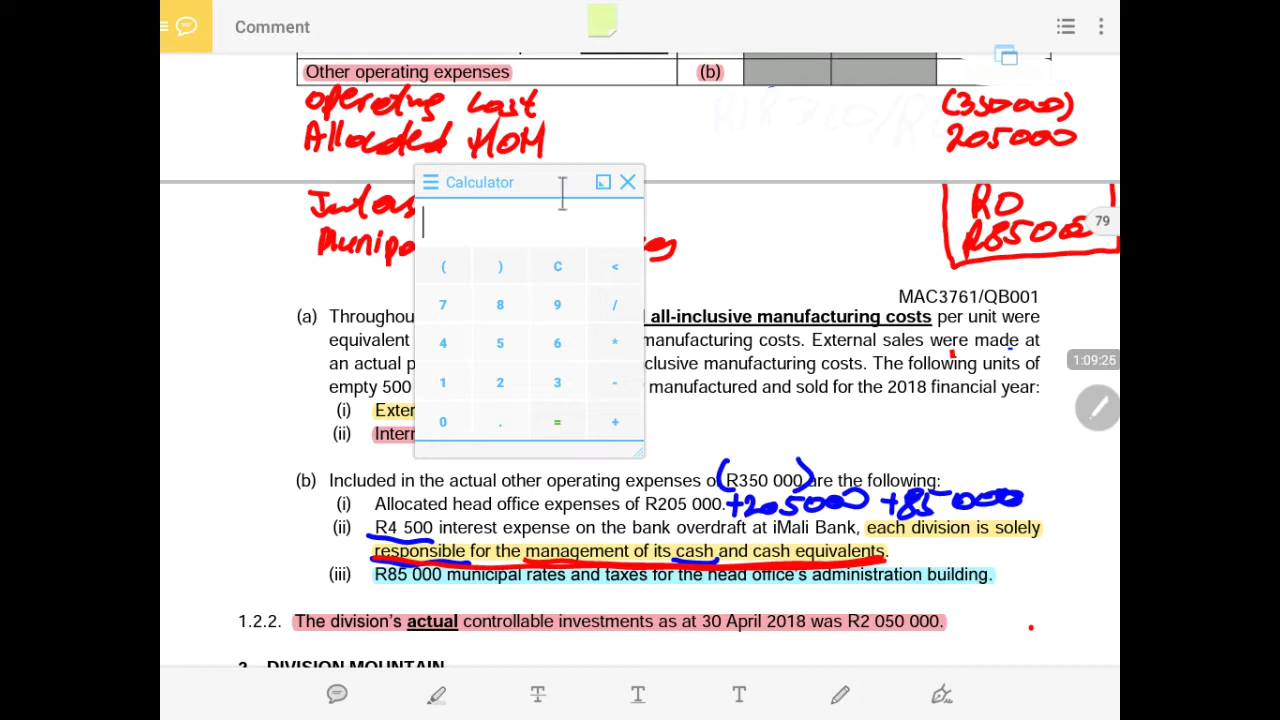 Comment
Other operating expenses (b)
operating cost (350000)
Allocated HOM 205000
Calculator
R0
R85000
79
( ) C <
7 8 9 /
4 5 6 *
1 2 3 -
0 . = +
MAC3761/QB001
(a) Throughou all-inclusive manufacturing costs per unit were
equivalent manufacturing costs. External sales were made at
an actual p clusive manufacturing costs. The following units of
empty 500 manufactured and sold for the 2018 financial year:
(i) Exter
(ii) Interr
1:09:25
(b) Included in the actual other operating expenses of (R350 000) are the following:
(i) Allocated head office expenses of R205 000. +205000 +85000
(ii) R4 500 interest expense on the bank overdraft at iMali Bank, each division is solely
responsible for the management of its cash and cash equivalents.
(iii) R85 000 municipal rates and taxes for the head office's administration building.
1.2.2. The division's actual controllable investments as at 30 April 2018 was R2 050 000.
2 DIVISION MOUNTAIN